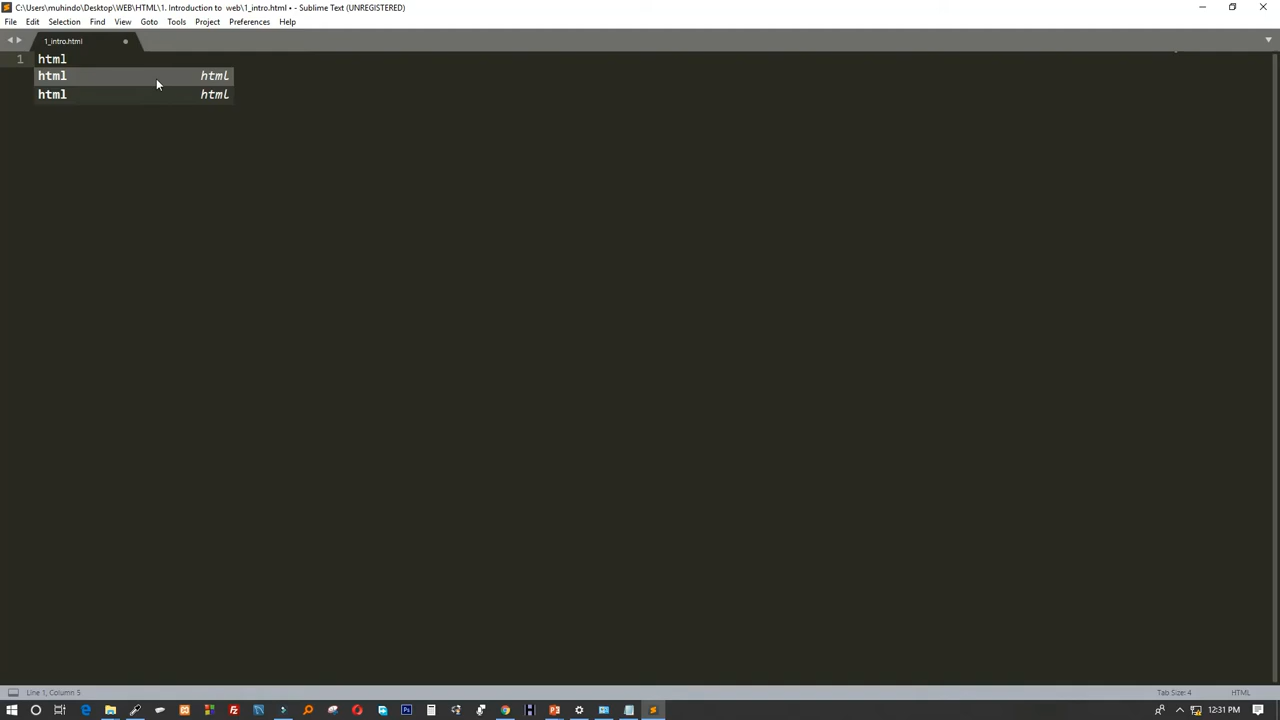 C:\Users\muhindo\Desktop\WEB\HTML\1. Introduction to  web\1_intro.html • - Sublime Text (UNREGISTERED)
File Edit Selection Find View Goto Tools Project Preferences Help
1_intro.html
1 html
html html
html html
Line 1, Column 5 Tab Size: 4 HTML
12:31 PM